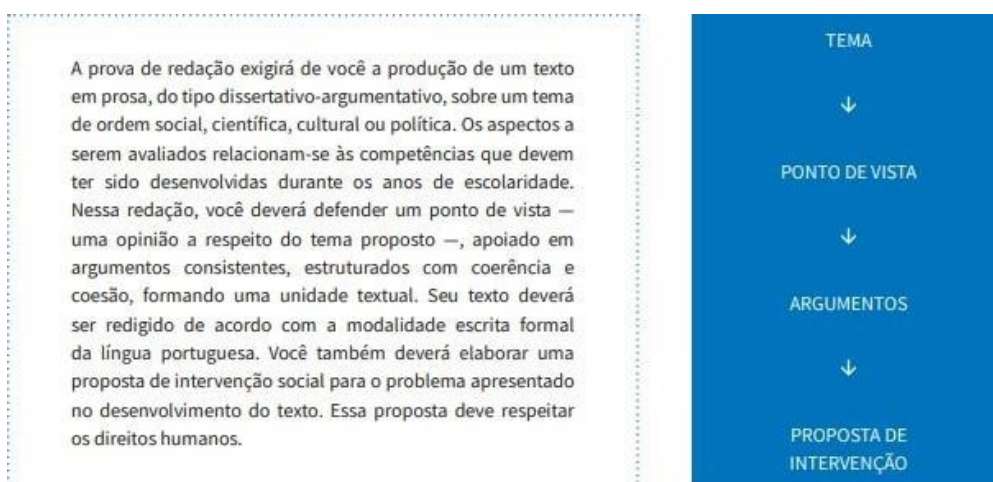 A prova de redação exigirá de você a produção de um texto
em prosa, do tipo dissertativo-argumentativo, sobre um tema
de ordem social, científica, cultural ou política. Os aspectos a
serem avaliados relacionam-se às competências que devem
ter sido desenvolvidas durante os anos de escolaridade.
Nessa redação, você deverá defender um ponto de vista —
uma opinião a respeito do tema proposto —, apoiado em
argumentos consistentes, estruturados com coerência e
coesão, formando uma unidade textual. Seu texto deverá
ser redigido de acordo com a modalidade escrita formal
da língua portuguesa. Você também deverá elaborar uma
proposta de intervenção social para o problema apresentado
no desenvolvimento do texto. Essa proposta deve respeitar
os direitos humanos.
TEMA
↓
PONTO DE VISTA
↓
ARGUMENTOS
↓
PROPOSTA DE
INTERVENÇÃO